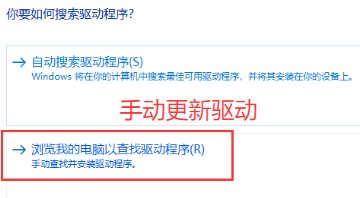 你要如何搜索驱动程序?
→ 自动搜索驱动程序(S)
Windows 将在你的计算机中搜索最佳可用驱动程序，并将其安装在你的设备上。
手动更新驱动
→ 浏览我的电脑以查找驱动程序(R)
手动查找并安装驱动程序。